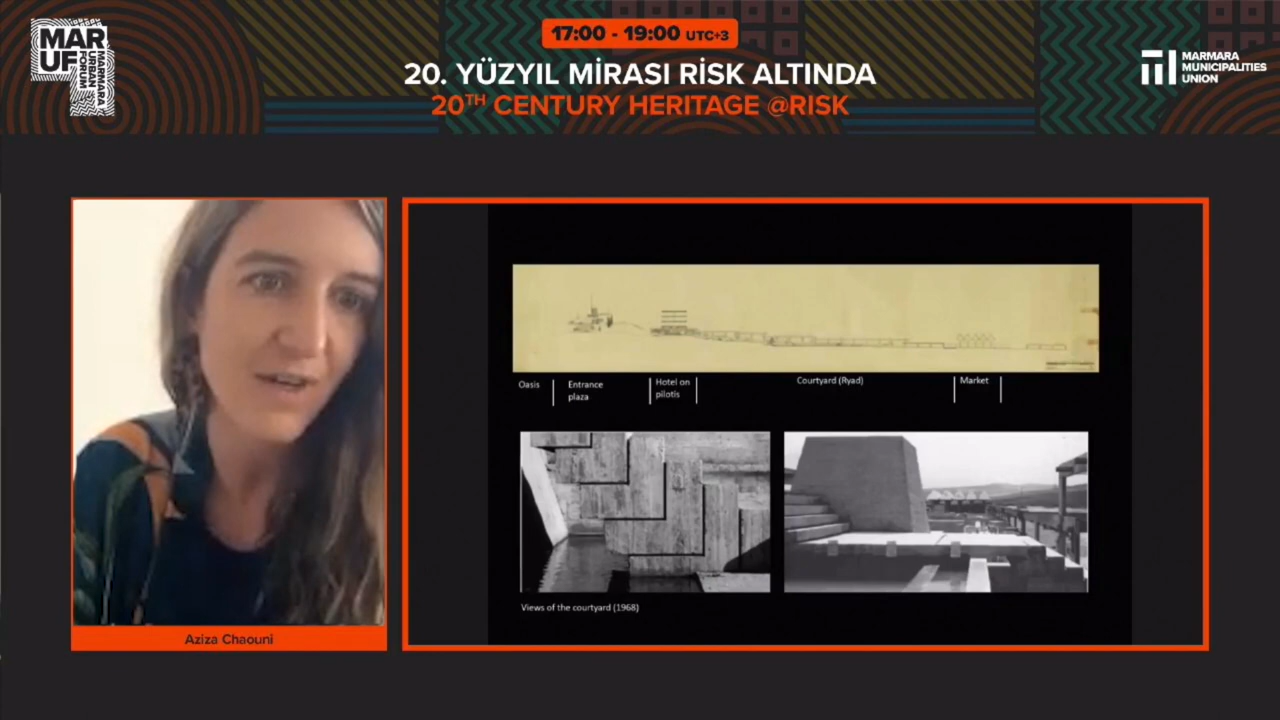 MAR
UF
MARMARA
URBAN
FORUM
17:00 - 19:00 UTC+3
20. YÜZYIL MİRASI RİSK ALTINDA
20TH CENTURY HERITAGE @RISK
MARMARA
MUNICIPALITIES
UNION
Aziza Chaouni
Oasis
Entrance
plaza
Hotel on
pilotis
Courtyard (Ryad)
Market
Views of the courtyard (1968)